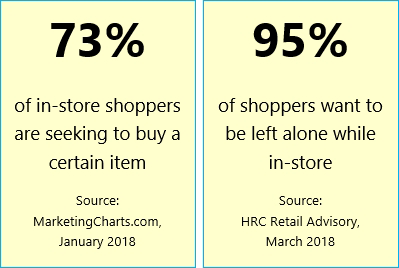 73%
of in-store shoppers
are seeking to buy a
certain item
Source:
MarketingCharts.com,
January 2018
95%
of shoppers want to
be left alone while
in-store
Source:
HRC Retail Advisory,
March 2018